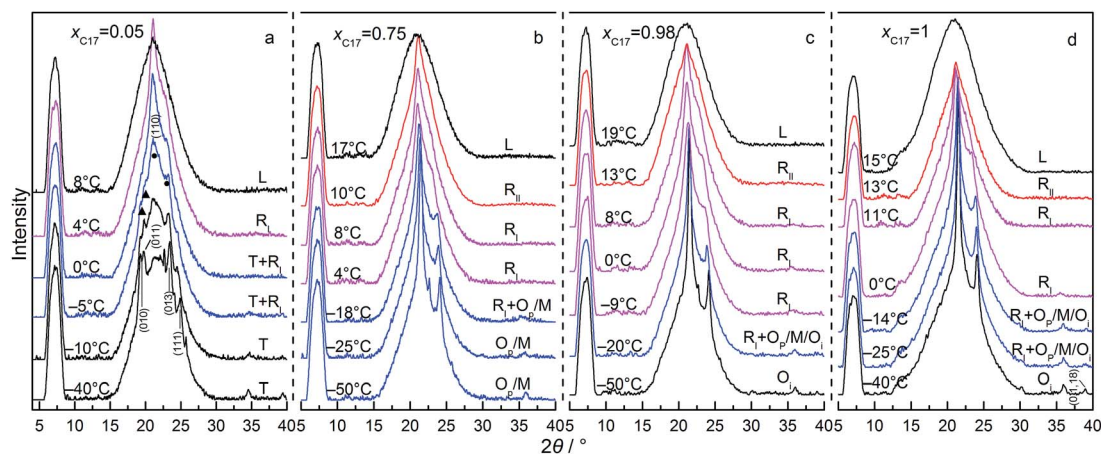 Intensity
x_C17=0.05
a
(110)
8°C
L
4°C
R_I
(011)
0°C
T+R_I
−5°C
T+R_I
(010)
(013)
(111)
−10°C
T
−40°C
T
5 10 15 20 25 30 35 40
x_C17=0.75
b
17°C
L
10°C
R_II
8°C
R_I
4°C
R_I
−18°C
R_I+O_P/M
−25°C
O_P/M
−50°C
O_P/M
5 10 15 20 25 30 35 40
x_C17=0.98
c
19°C
L
13°C
R_II
8°C
R_I
0°C
R_I
−9°C
R_I
−20°C
R_I+O_P/M/O_i
−50°C
O_i
5 10 15 20 25 30 35 40
x_C17=1
d
15°C
L
13°C
R_II
11°C
R_I
0°C
R_I
−14°C
R_I+O_P/M/O_i
−25°C
R_I+O_P/M/O_i
−40°C
O_i
5 10 15 20 25 30 35 40
2θ / °